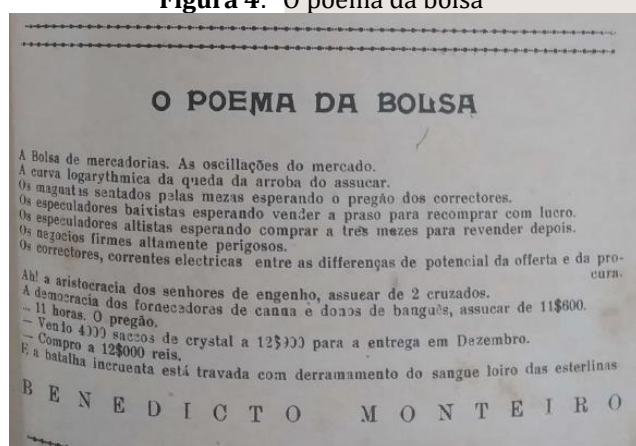 Figura 4. O poema da bolsa
O POEMA DA BOLSA
A Bolsa de mercadorias. As oscillações do mercado.
A curva logarythmica da queda da arroba do assucar.
Os magnatas sentados pelas mezas esperando o pregão dos correctores.
Os especuladores baixistas esperando vender a praso para recomprar com lucro.
Os especuladores altistas esperando comprar a tres mezes para revender depois.
Os negocios firmes altamente perigosos.
Os correctores, correntes electricas entre as differenças de potencial da offerta e da pro-
cura.
Ah! a aristocracia dos senhores de engenho, assucar de 2 cruzados.
A democracia dos fornecedores de canna e donos de banguês, assucar de 11$600.
— 11 horas. O pregão.
— Vendo 4000 saccos de crystal a 12$000 para a entrega em Dezembro.
— Compro a 12$000 reis.
E a batalha incruenta está travada com derramamento do sangue loiro das esterlinas
BENEDICTO MONTEIRO